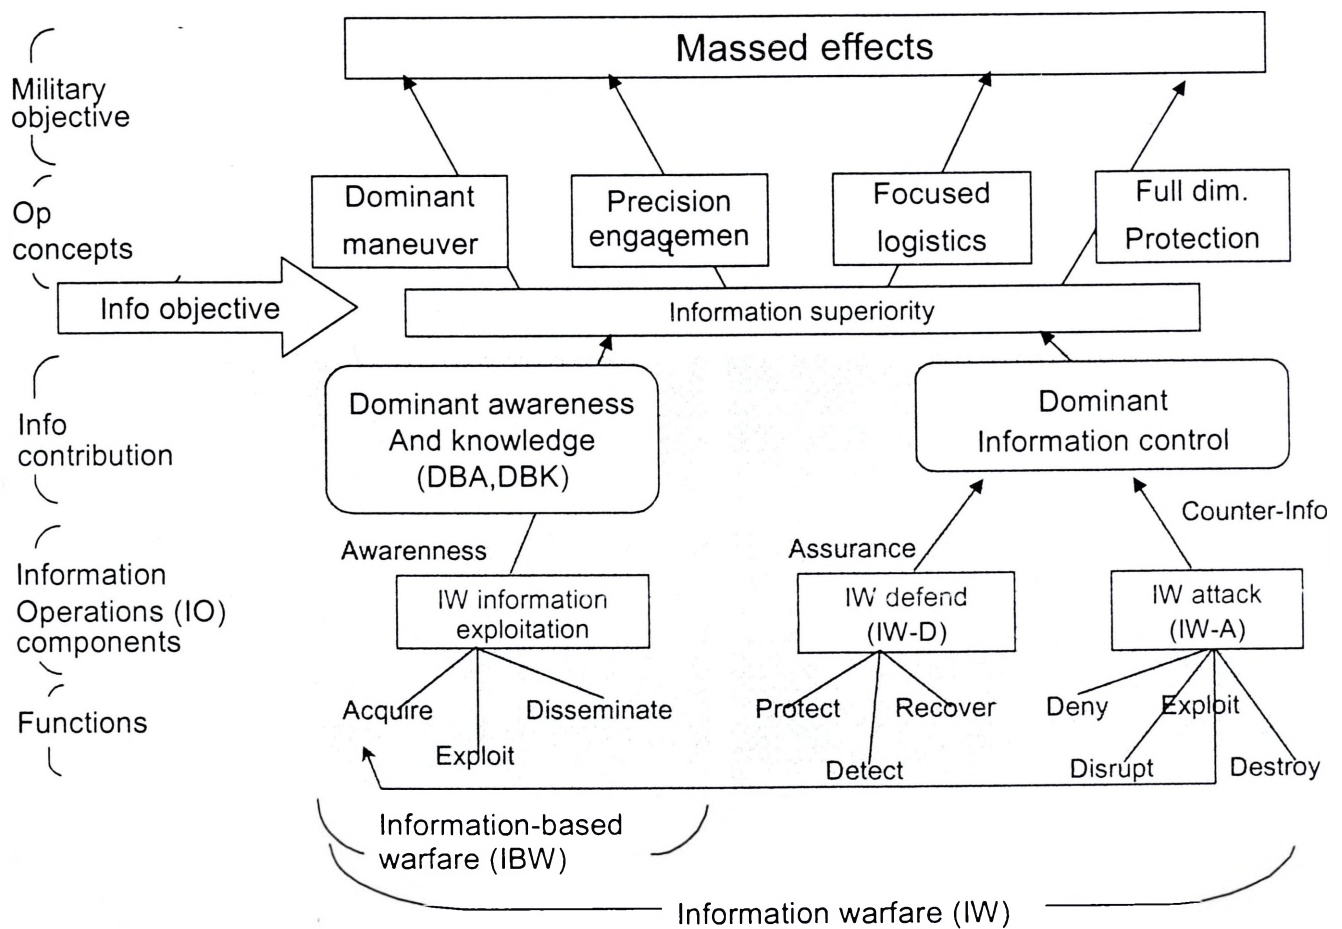 Massed effects
Military
objective
Op
concepts
Dominant
maneuver
Precision
engagemen
t
Focused
logistics
Full dim.
Protection
Info objective
Information superiority
Info
contribution
Dominant awareness
And knowledge
(DBA,DBK)
Dominant
Information control
Counter-Info
Awarenness
Assurance
Information
Operations (IO)
components
IW information
exploitation
IW defend
(IW-D)
IW attack
(IW-A)
Functions
Acquire
Exploit
Disseminate
Protect
Detect
Recover
Deny
Disrupt
Exploit
Destroy
Information-based
warfare (IBW)
Information warfare (IW)